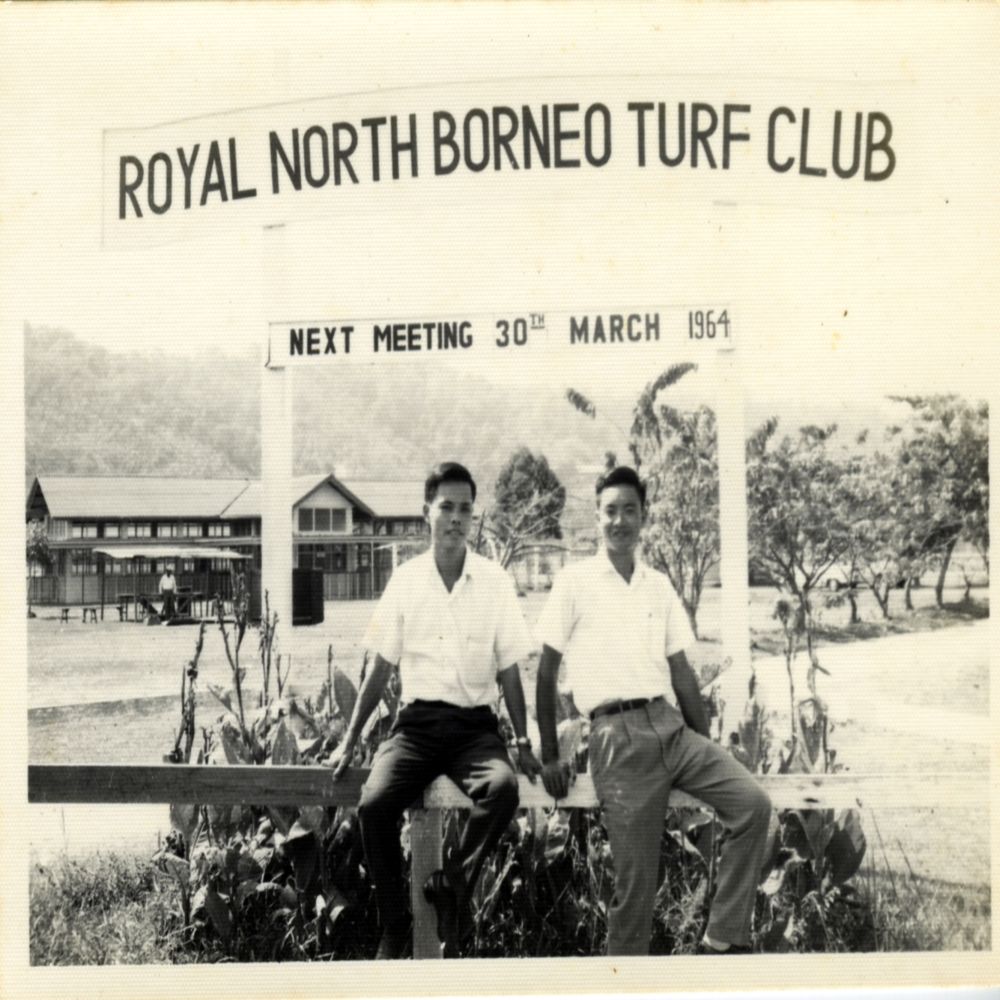 ROYAL NORTH BORNEO TURF CLUB
NEXT MEETING 30TH MARCH 1964